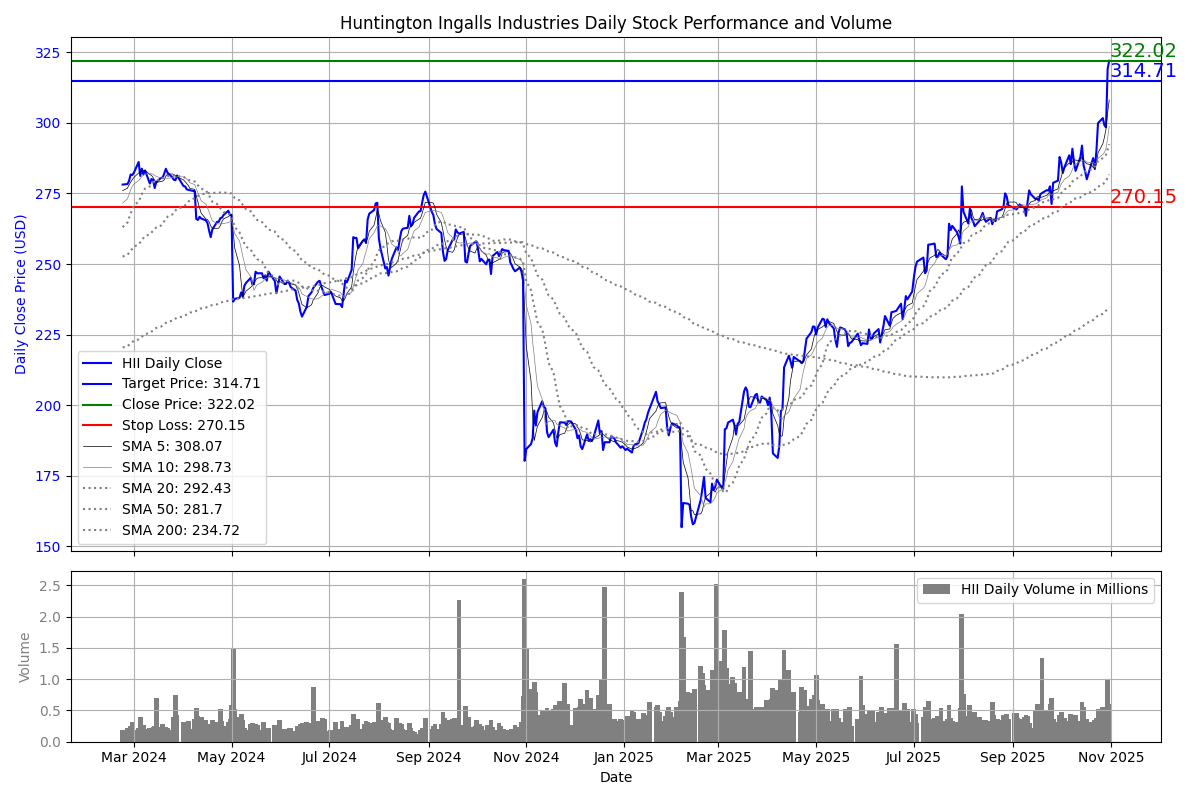 Huntington Ingalls Industries Daily Stock Performance and Volume
Daily Close Price (USD)
325
300
275
250
225
200
175
150
322.02
314.71
270.15
HII Daily Close
Target Price: 314.71
Close Price: 322.02
Stop Loss: 270.15
SMA 5: 308.07
SMA 10: 298.73
SMA 20: 292.43
SMA 50: 281.7
SMA 200: 234.72
Volume
2.5
2.0
1.5
1.0
0.5
0.0
HII Daily Volume in Millions
Mar 2024
May 2024
Jul 2024
Sep 2024
Nov 2024
Jan 2025
Mar 2025
May 2025
Jul 2025
Sep 2025
Nov 2025
Date